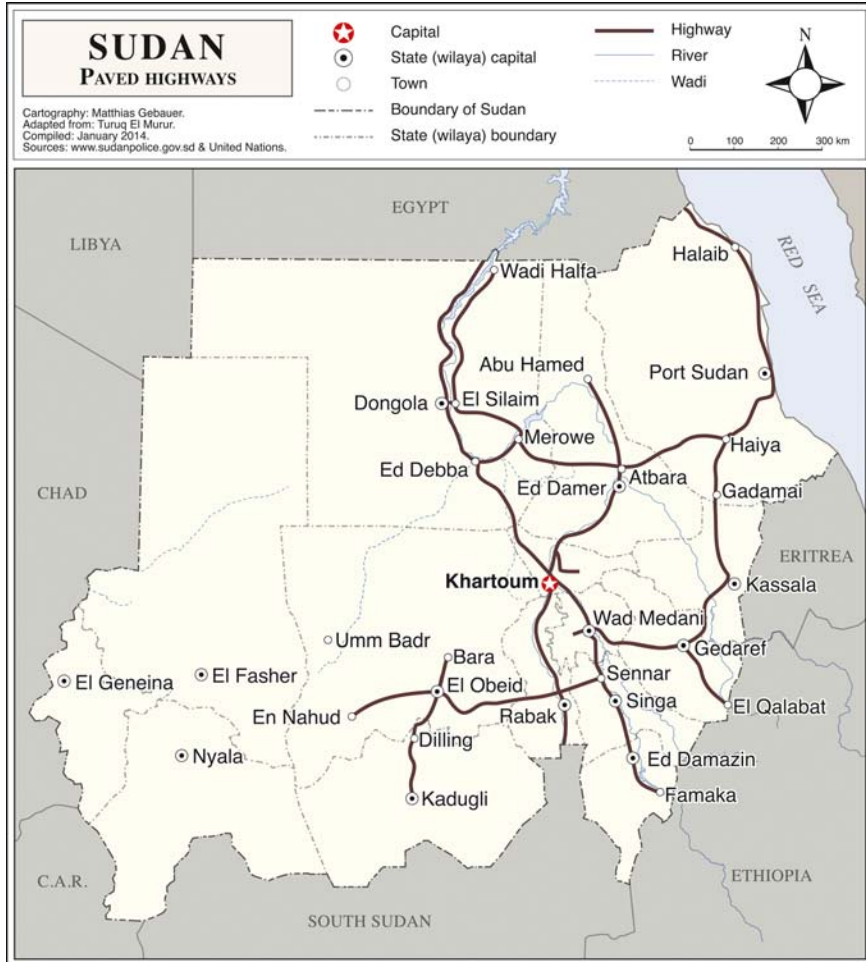 SUDAN
PAVED HIGHWAYS
Cartography: Matthias Gebauer.
Adapted from: Turuq El Murur.
Compiled: January 2014.
Sources: www.sudanpolice.gov.sd & United Nations.
Capital
State (wilaya) capital
Town
Boundary of Sudan
State (wilaya) boundary
Highway
River
Wadi
N
0 100 200 300 km
EGYPT
LIBYA
RED SEA
Halaib
Wadi Halfa
Abu Hamed
Port Sudan
Dongola
El Silaim
Merowe
Haiya
Ed Debba
Atbara
Ed Damer
Gadamai
CHAD
ERITREA
Khartoum
Kassala
Wad Medani
Umm Badr
Gedaref
Bara
El Geneina
El Fasher
El Obeid
Sennar
Singa
El Qalabat
En Nahud
Rabak
Dilling
Nyala
Ed Damazin
Kadugli
Famaka
C.A.R.
ETHIOPIA
SOUTH SUDAN